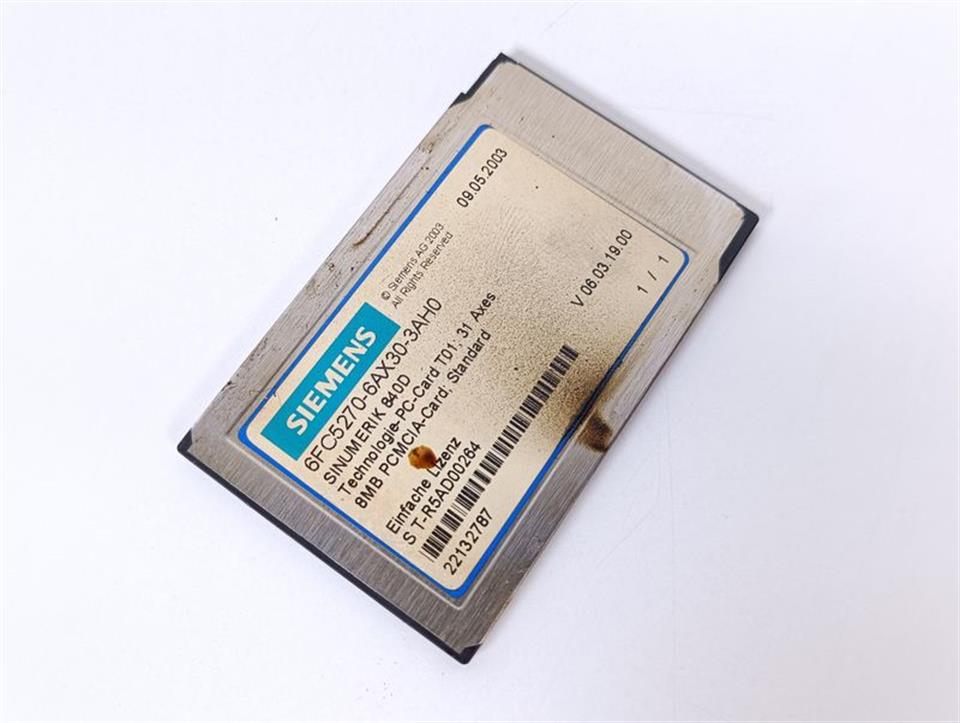 SIEMENS
© Siemens AG 2003
All Rights Reserved
09.05.2003
6FC5270-6AX30-3AH0
SINUMERIK 840D
Technologie-PC-Card T01, 31 Axes
8MB PCMCIA-Card; Standard
V 06.03.19.00
Einfache Lizenz
1 / 1
S T-R5AD00264
22132787